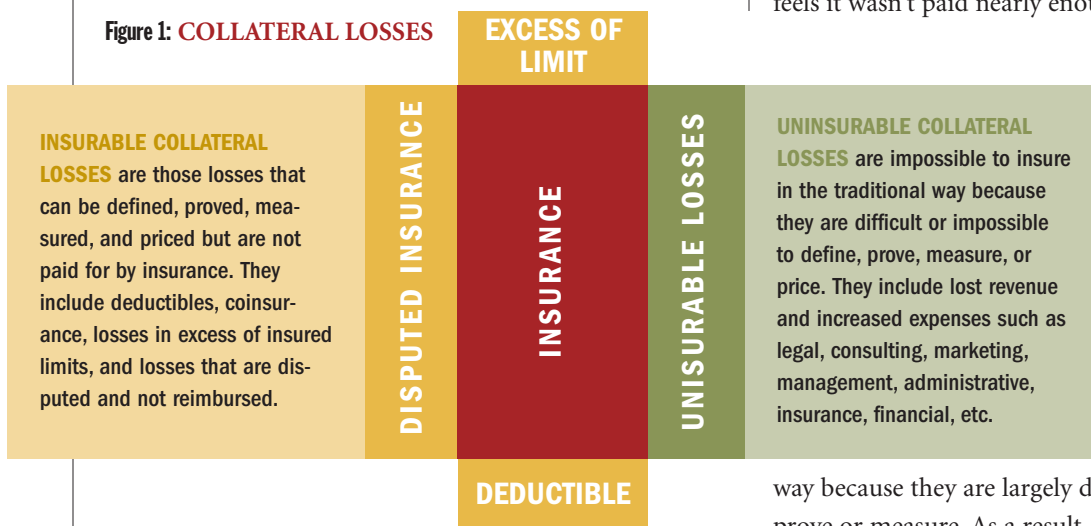 feels it wasn't paid nearly
Figure 1: COLLATERAL LOSSES
EXCESS OF
LIMIT
INSURABLE COLLATERAL
LOSSES are those losses that
can be defined, proved, mea-
sured, and priced but are not
paid for by insurance. They
include deductibles, coinsur-
ance, losses in excess of insured
limits, and losses that are dis-
puted and not reimbursed.
DISPUTED INSURANCE
INSURANCE
UNISURABLE LOSSES
UNINSURABLE COLLATERAL
LOSSES are impossible to insure
in the traditional way because
they are difficult or impossible
to define, prove, measure, or
price. They include lost revenue
and increased expenses such as
legal, consulting, marketing,
management, administrative,
insurance, financial, etc.
DEDUCTIBLE
way because they are largely
prove or measure. As a result